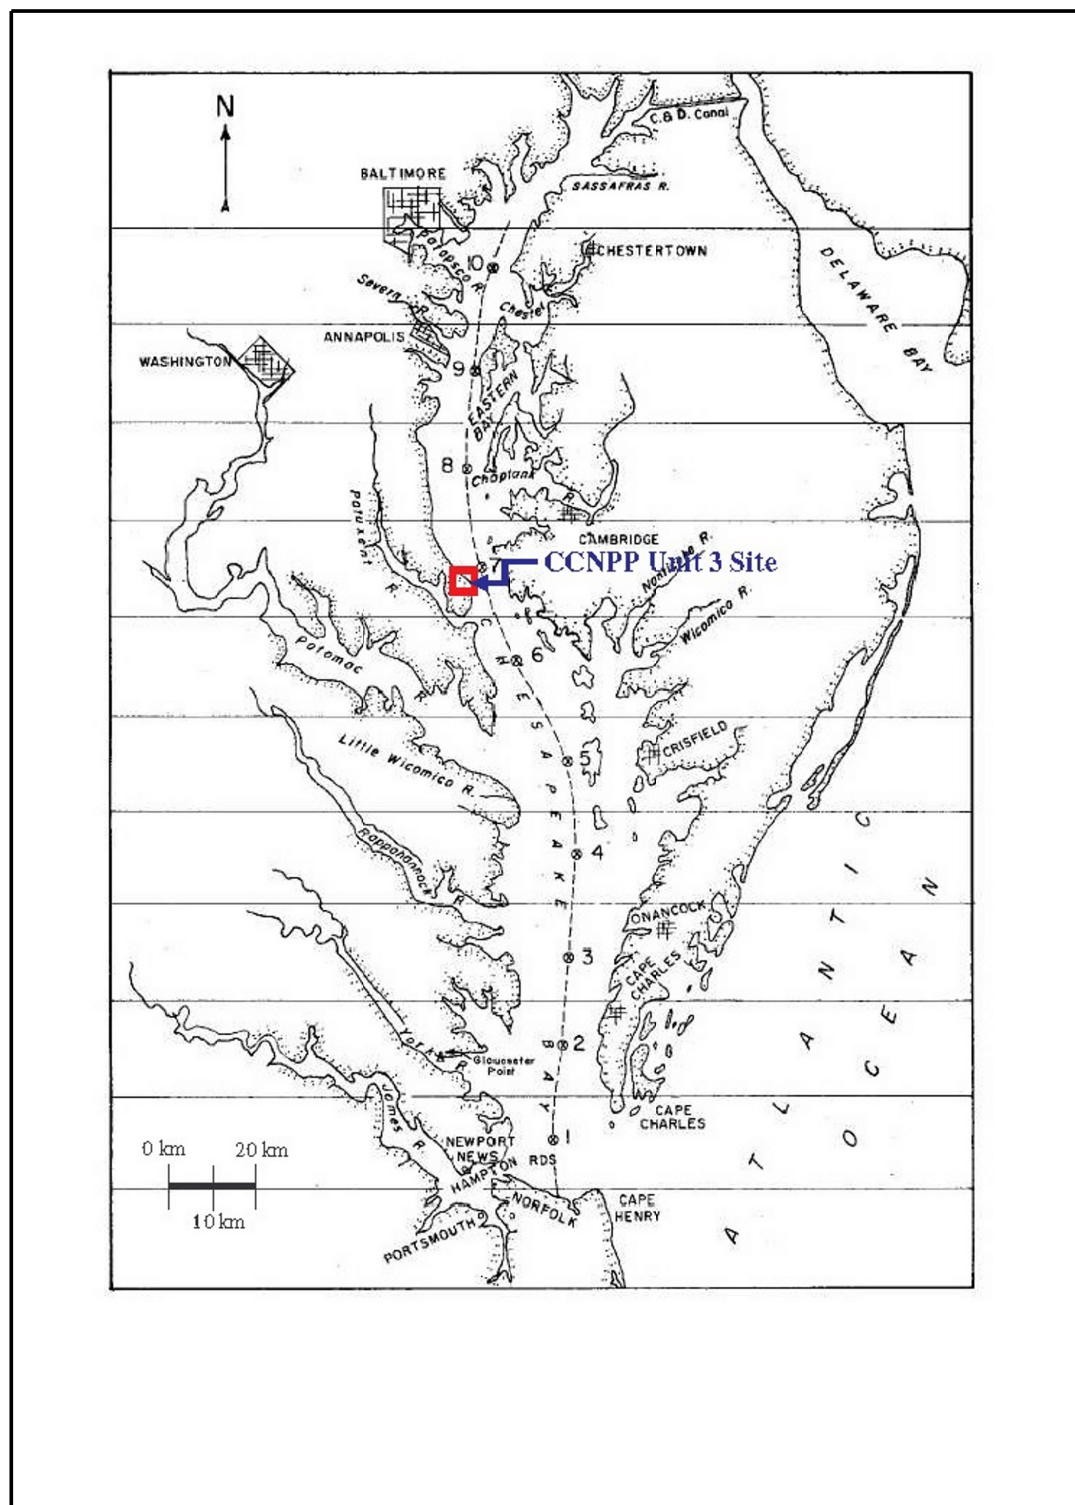 N
C.&D. Canal
BALTIMORE
SASSAFRAS R.
Patapsco R.
CHESTERTOWN
10
DELAWARE BAY
Severn R.
Chester
ANNAPOLIS
WASHINGTON
9
EASTERN
BAY
8
Choptank R.
Patuxent R.
CAMBRIDGE
7
CCNPP Unit 3 Site
Nanticoke R.
Wicomico R.
6
Potomac R.
CHESAPEAKE BAY
CRISFIELD
5
Little Wicomico R.
Rappahannock R.
4
ATLANTIC
OCEAN
ONANCOCK
3
CAPE
CHARLES
2
York R.
Gloucester
Point
James R.
CAPE
CHARLES
1
0 km
20 km
10 km
NEWPORT
NEWS
HAMPTON RDS
NORFOLK
CAPE
HENRY
PORTSMOUTH